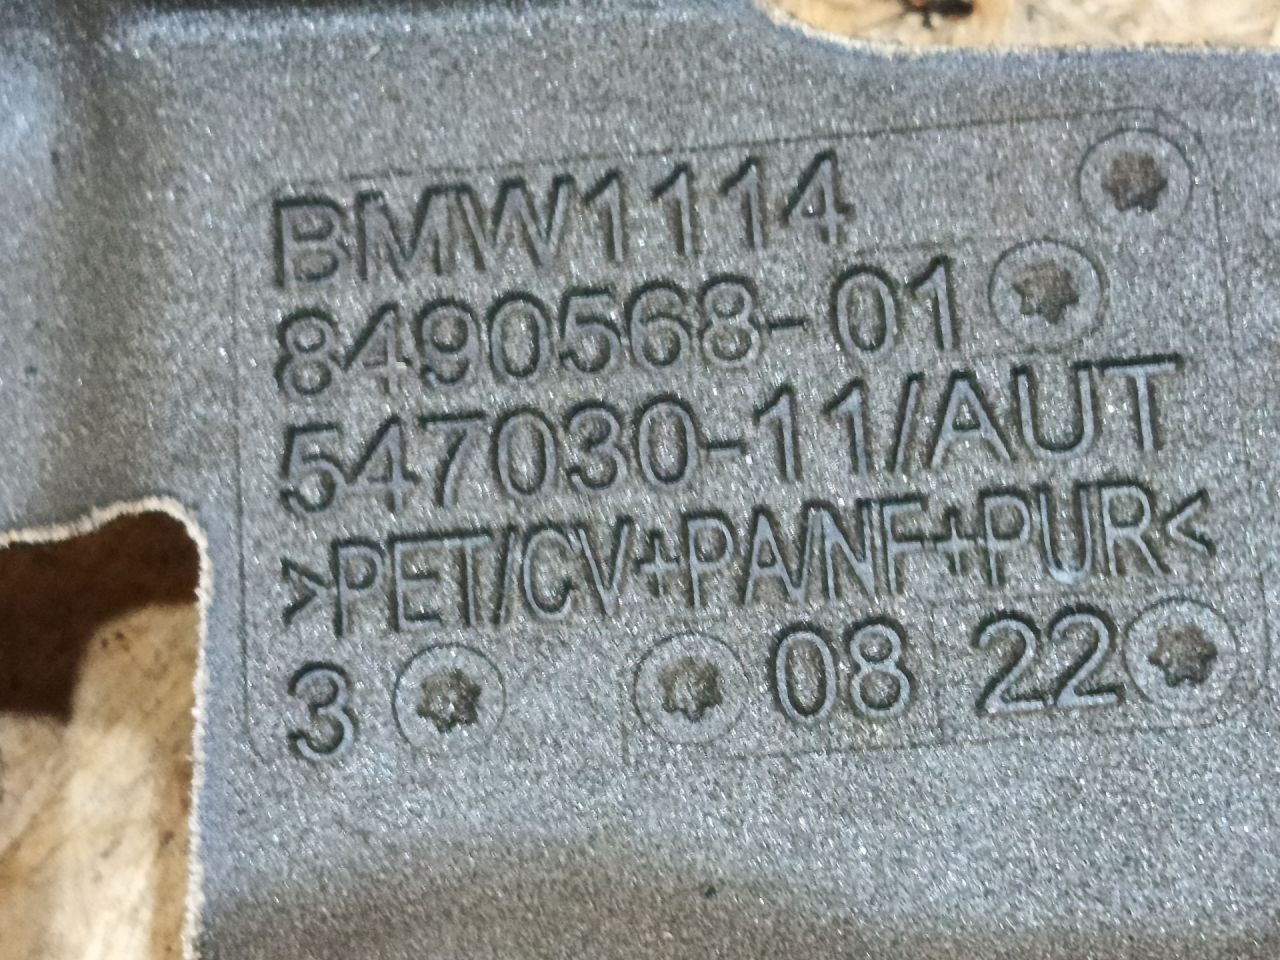 BMW1114
8490568-01
547030-11/AUT
>PET/CV+PA/NF+PUR<
3 08 22